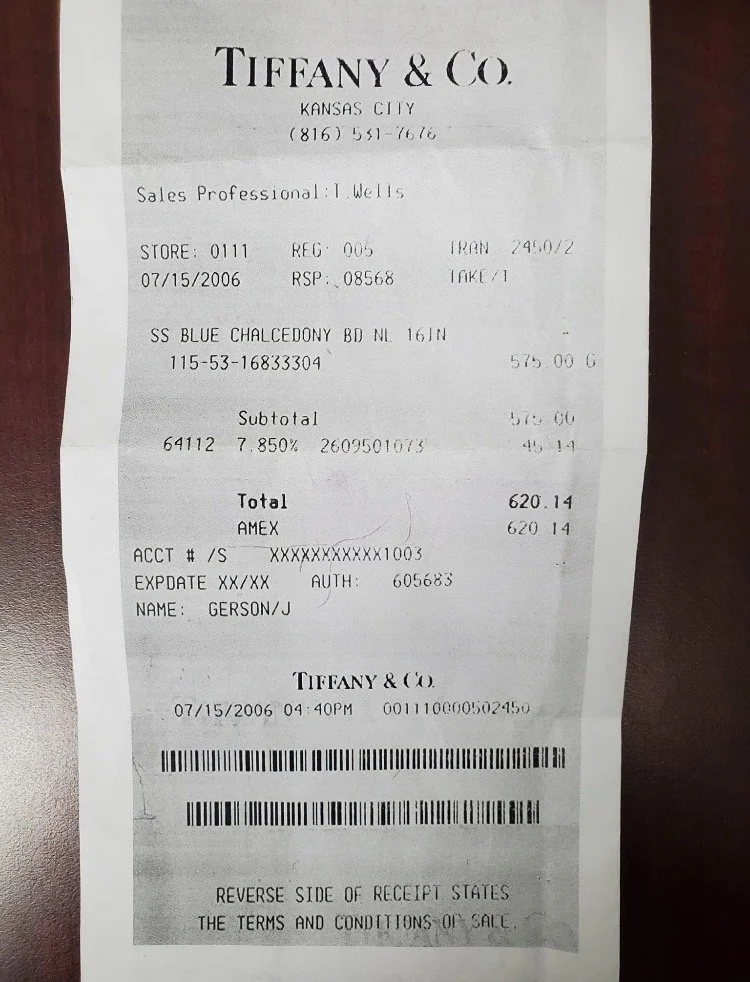 TIFFANY & CO.
KANSAS CITY
(816) 531-7676
Sales Professional:T.Wells
STORE: 0111 REG: 005 TRAN 2450/2
07/15/2006 RSP: 08568 TAKE/1
SS BLUE CHALCEDONY BD NL 16IN
115-53-16833304 575.00 G
Subtotal 575.00
64112 7.850% 2609501073 45.14
Total 620.14
AMEX 620.14
ACCT # /S XXXXXXXXXXX1003
EXPDATE XX/XX AUTH: 605683
NAME: GERSON/J
TIFFANY & CO.
07/15/2006 04:40PM 001110000502450
REVERSE SIDE OF RECEIPT STATES
THE TERMS AND CONDITIONS OF SALE.